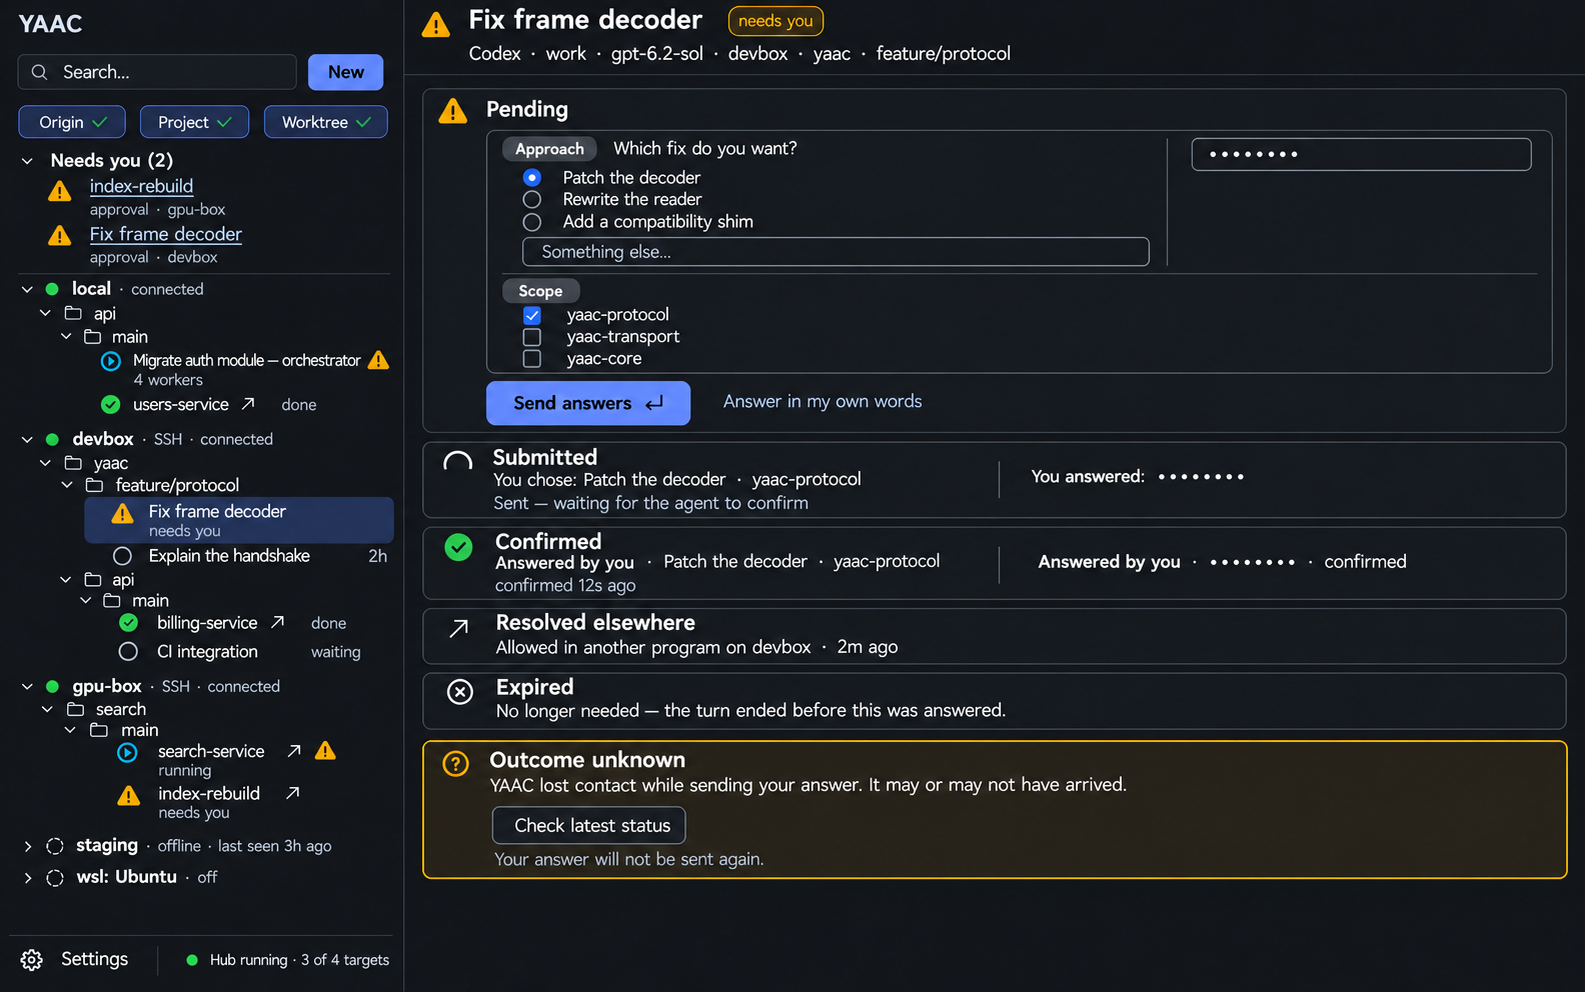 YAAC
Search...
New
Origin
Project
Worktree
Needs you (2)
index-rebuild
approval · gpu-box
Fix frame decoder
approval · devbox
local · connected
api
main
Migrate auth module – orchestrator
4 workers
users-service done
devbox · SSH · connected
yaac
feature/protocol
Fix frame decoder
needs you
Explain the handshake 2h
api
main
billing-service done
CI integration waiting
gpu-box · SSH · connected
search
main
search-service
running
index-rebuild
needs you
staging · offline · last seen 3h ago
wsl: Ubuntu · off
Settings
Hub running · 3 of 4 targets
Fix frame decoder needs you
Codex · work · gpt-6.2-sol · devbox · yaac · feature/protocol
Pending
Approach Which fix do you want?
Patch the decoder
Rewrite the reader
Add a compatibility shim
Something else...
••••••••
Scope
yaac-protocol
yaac-transport
yaac-core
Send answers
Answer in my own words
Submitted
You chose: Patch the decoder · yaac-protocol
Sent — waiting for the agent to confirm
You answered: ••••••••
Confirmed
Answered by you · Patch the decoder · yaac-protocol
confirmed 12s ago
Answered by you · •••••••• · confirmed
Resolved elsewhere
Allowed in another program on devbox · 2m ago
Expired
No longer needed — the turn ended before this was answered.
Outcome unknown
YAAC lost contact while sending your answer. It may or may not have arrived.
Check latest status
Your answer will not be sent again.